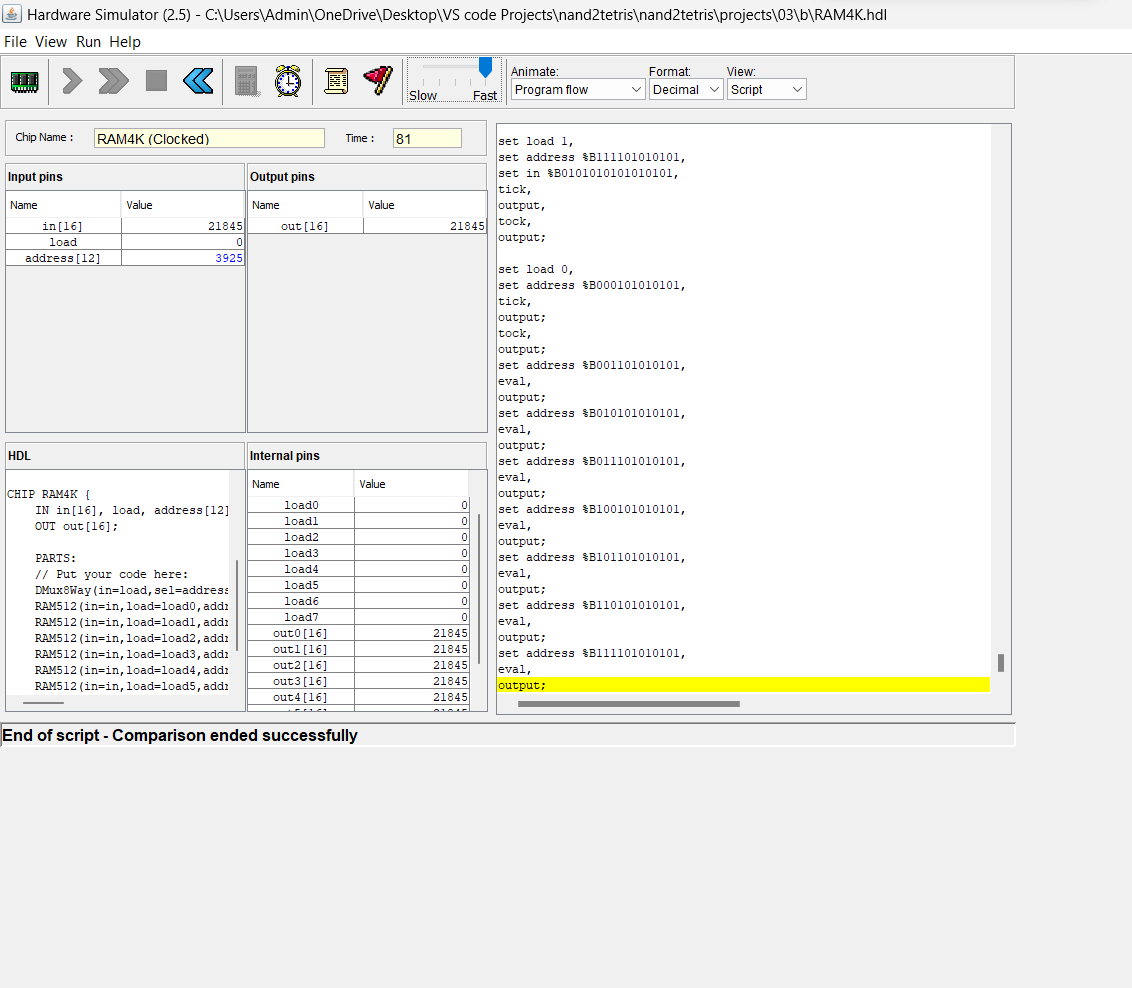 Hardware Simulator (2.5) - C:\Users\Admin\OneDrive\Desktop\VS code Projects\nand2tetris\nand2tetris\projects\03\b\RAM4K.hdl
File View Run Help
Slow Fast
Animate: Format: View:
Program flow Decimal Script
Chip Name : RAM4K (Clocked) Time : 81
Input pins
Name Value
in[16] 21845
load 0
address[12] 3925
Output pins
Name Value
out[16] 21845
HDL
CHIP RAM4K {
IN in[16], load, address[12]
OUT out[16];
PARTS:
// Put your code here:
DMux8Way(in=load,sel=address
RAM512(in=in,load=load0,addr
RAM512(in=in,load=load1,addr
RAM512(in=in,load=load2,addr
RAM512(in=in,load=load3,addr
RAM512(in=in,load=load4,addr
RAM512(in=in,load=load5,addr
Internal pins
Name Value
load0 0
load1 0
load2 0
load3 0
load4 0
load5 0
load6 0
load7 0
out0[16] 21845
out1[16] 21845
out2[16] 21845
out3[16] 21845
out4[16] 21845
set load 1,
set address %B111101010101,
set in %B0101010101010101,
tick,
output,
tock,
output;
set load 0,
set address %B000101010101,
tick,
output;
tock,
output;
set address %B001101010101,
eval,
output;
set address %B010101010101,
eval,
output;
set address %B011101010101,
eval,
output;
set address %B100101010101,
eval,
output;
set address %B101101010101,
eval,
output;
set address %B110101010101,
eval,
output;
set address %B111101010101,
eval,
output;
End of script - Comparison ended successfully